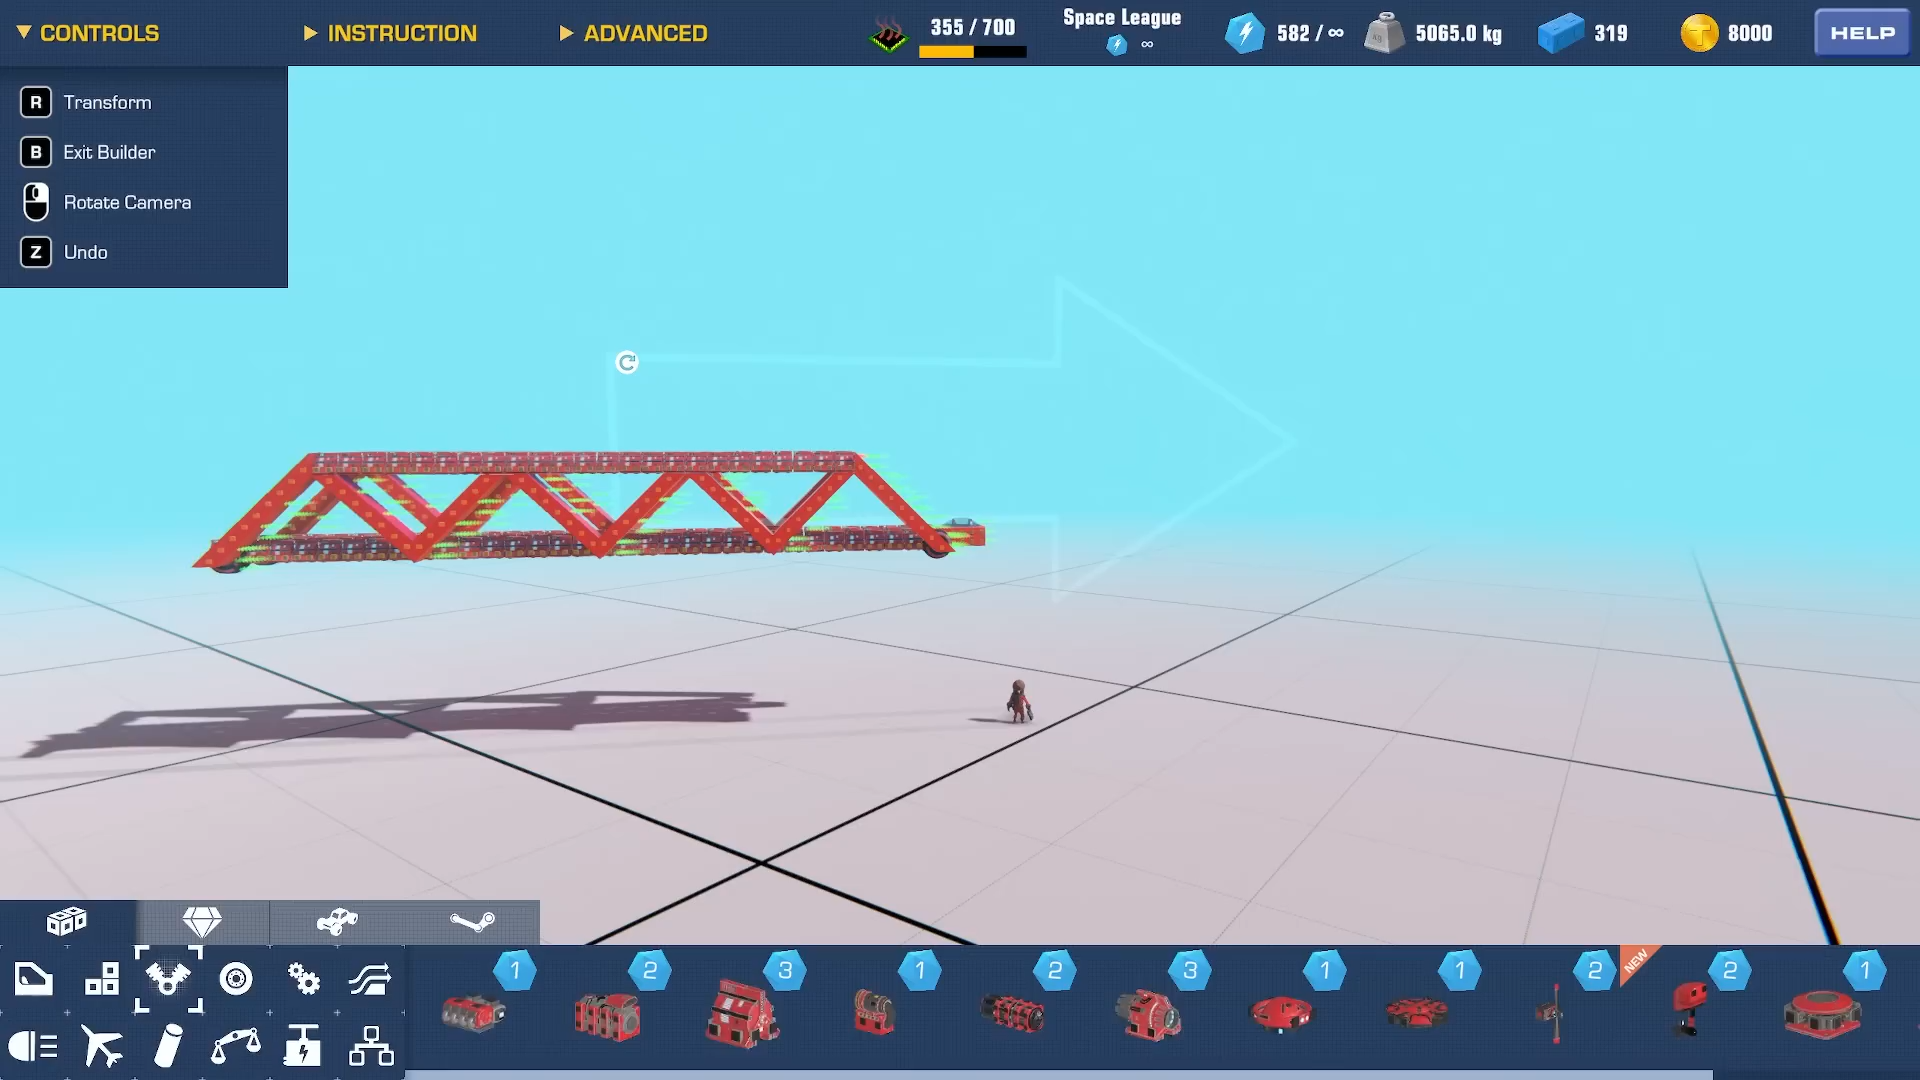 CONTROLS
INSTRUCTION
ADVANCED
355 / 700
Space League
∞
582 / ∞
5065.0 kg
319
8000
HELP
R Transform
B Exit Builder
Rotate Camera
Z Undo
1
2
3
1
2
3
1
1
2
NEW
2
1